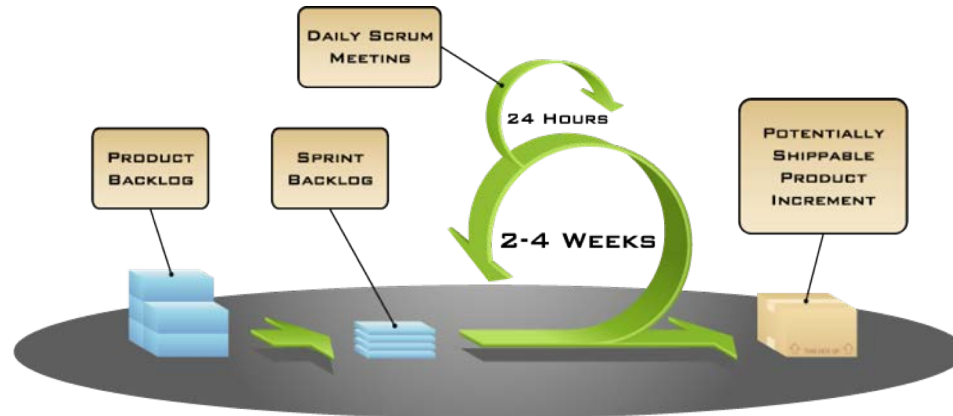 DAILY SCRUM
MEETING
24 HOURS
PRODUCT
BACKLOG
SPRINT
BACKLOG
POTENTIALLY
SHIPPABLE
PRODUCT
INCREMENT
2-4 WEEKS